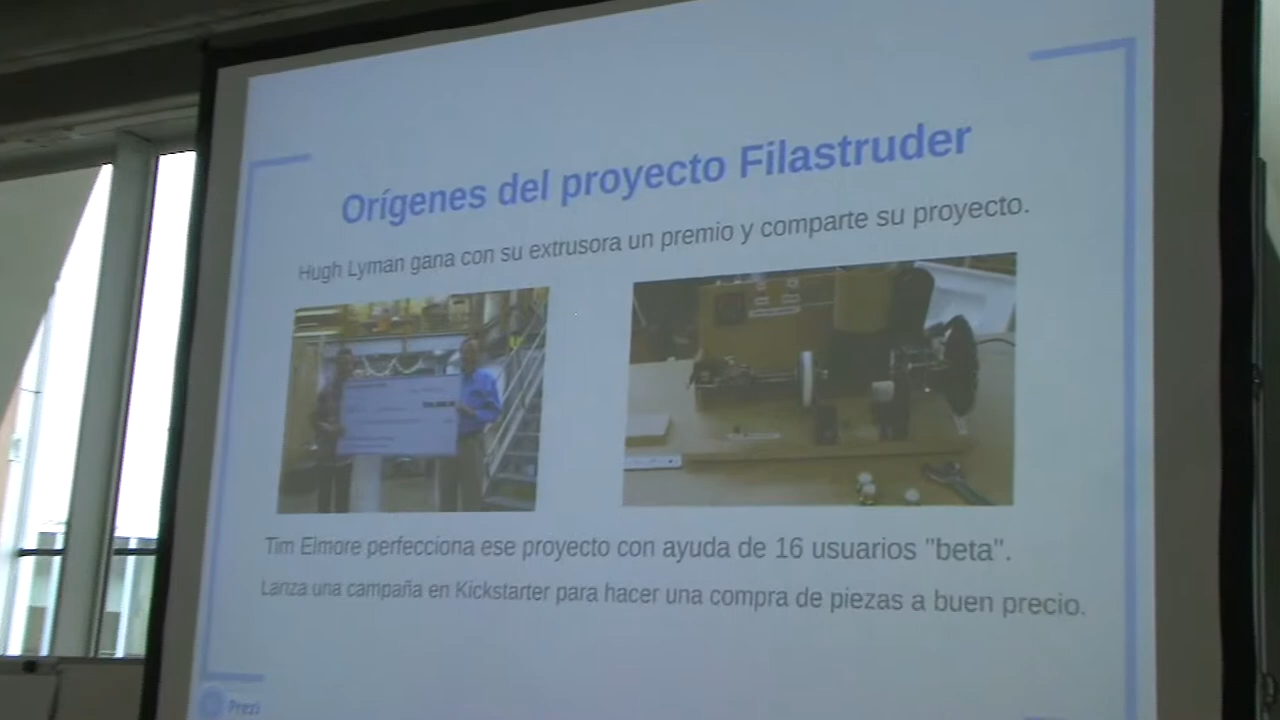 Orígenes del proyecto Filastruder
Hugh Lyman gana con su extrusora un premio y comparte su proyecto.
Tim Elmore perfecciona ese proyecto con ayuda de 16 usuarios "beta".
Lanza una campaña en Kickstarter para hacer una compra de piezas a buen precio.
Prezi